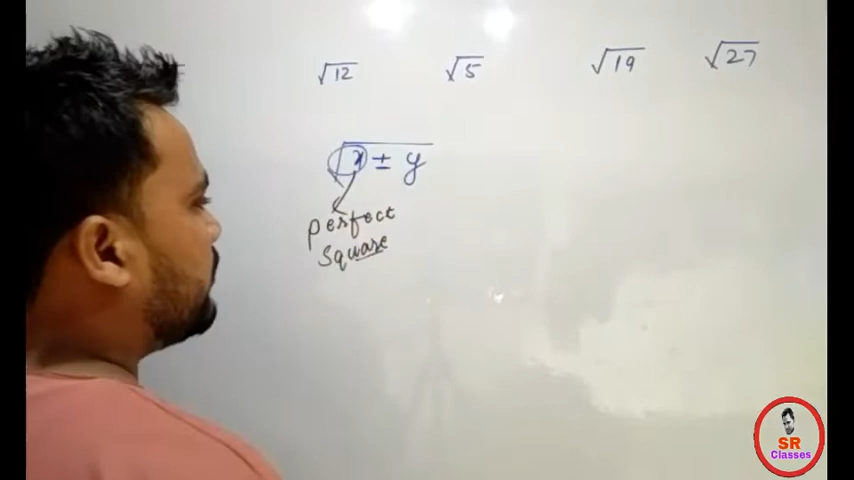 √12 √5 √19 √27
√x ± y
perfect
square
SR
Classes